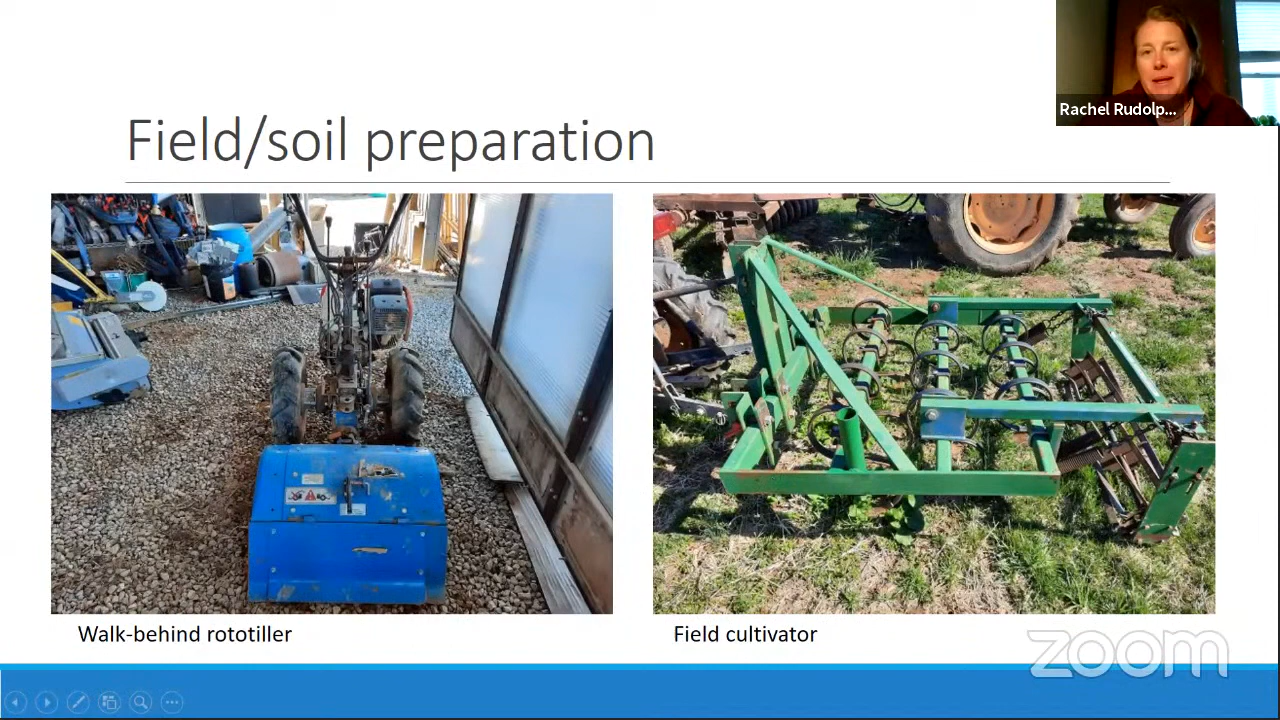 Rachel Rudolp...
Field/soil preparation
Walk-behind rototiller
Field cultivator
zoom